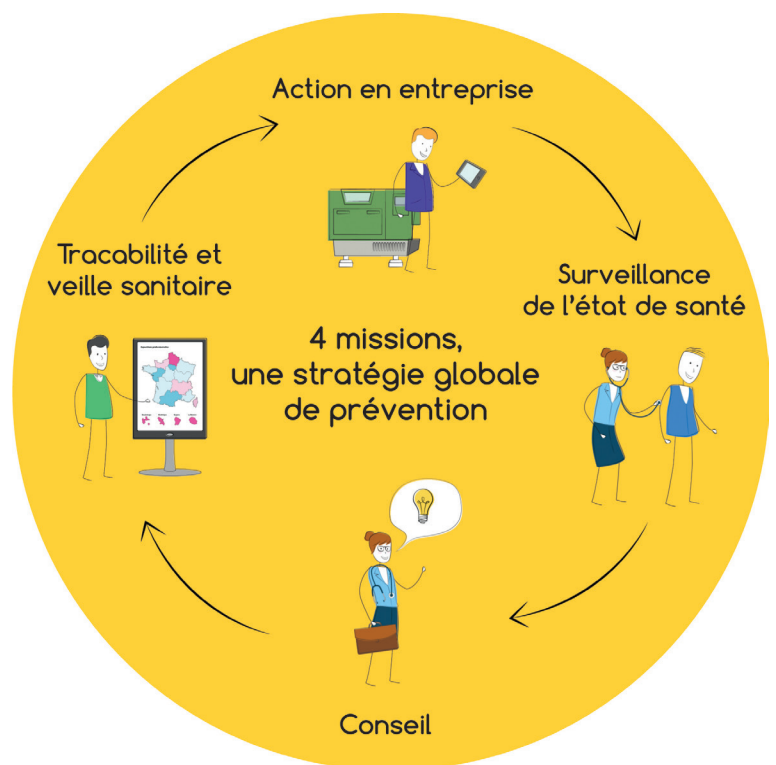 Action en entreprise
Surveillance
de l'état de santé
Conseil
Tracabilité et
veille sanitaire
4 missions,
une stratégie globale
de prévention